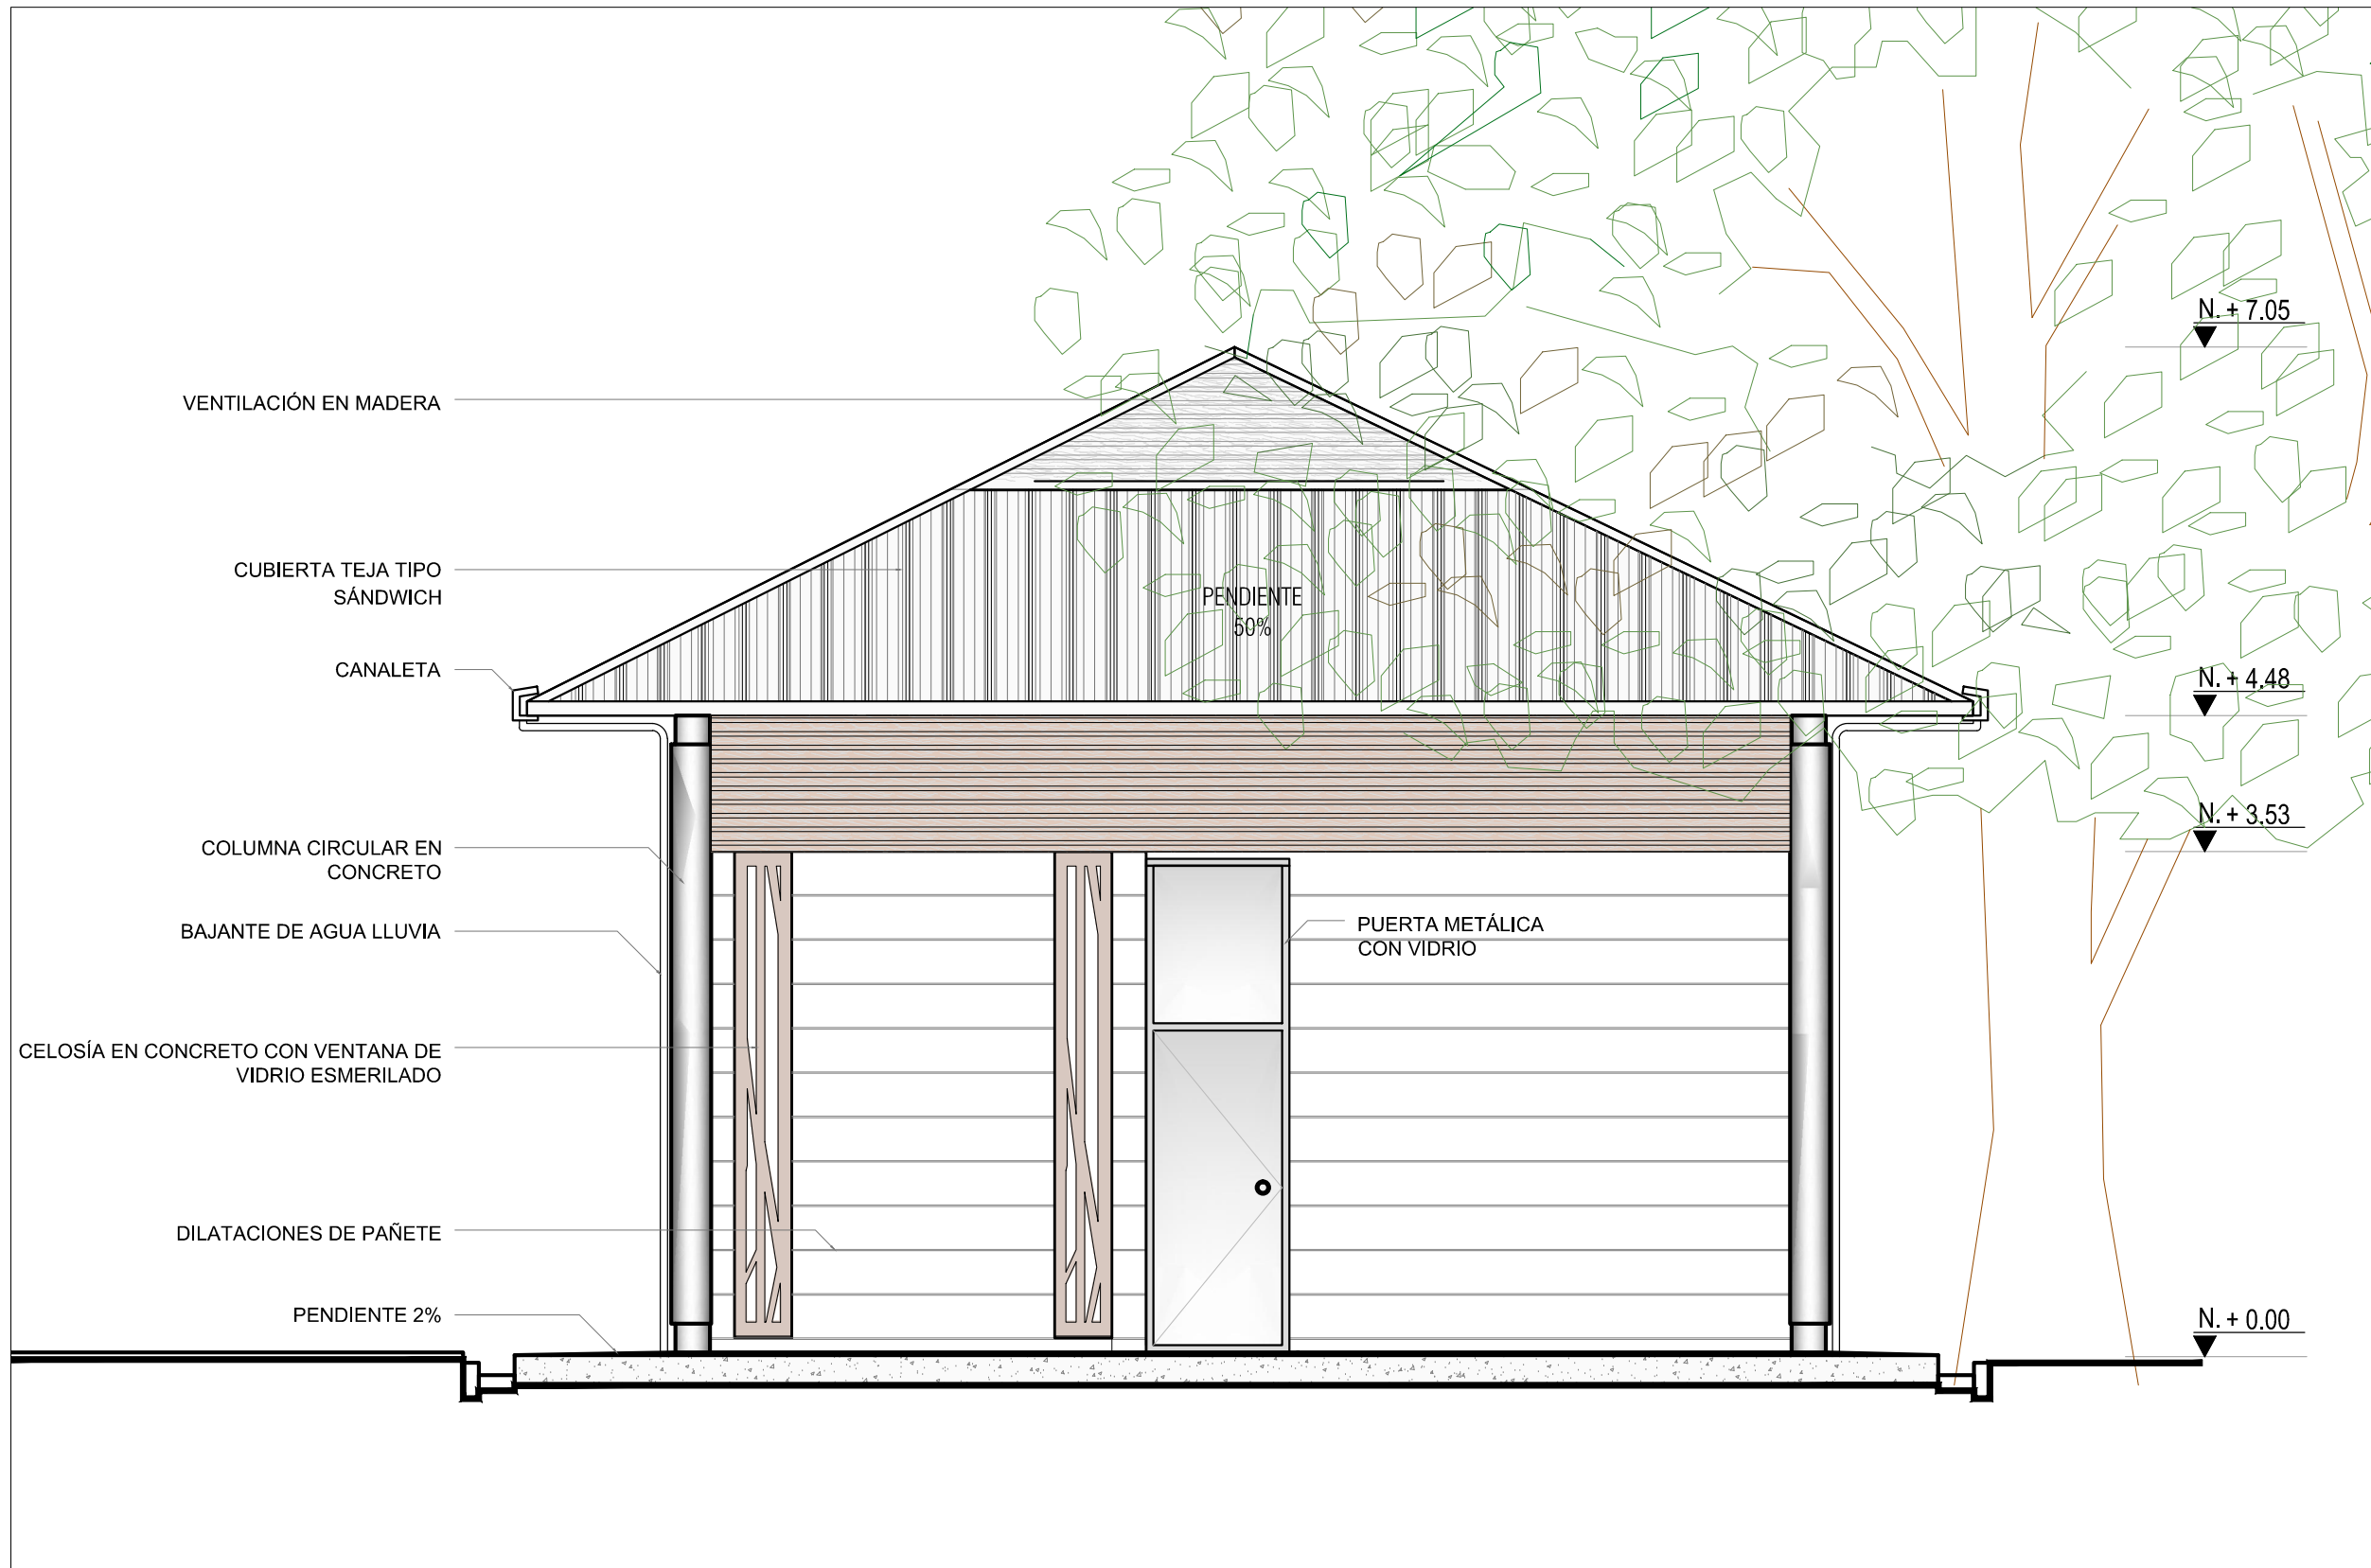 N. + 7.05
VENTILACIÓN EN MADERA
CUBIERTA TEJA TIPO
SÁNDWICH
PENDIENTE
50%
CANALETA
N. + 4.48
N. + 3.53
COLUMNA CIRCULAR EN
CONCRETO
BAJANTE DE AGUA LLUVIA
PUERTA METÁLICA
CON VIDRIO
CELOSÍA EN CONCRETO CON VENTANA DE
VIDRIO ESMERILADO
DILATACIONES DE PAÑETE
PENDIENTE 2%
N. + 0.00